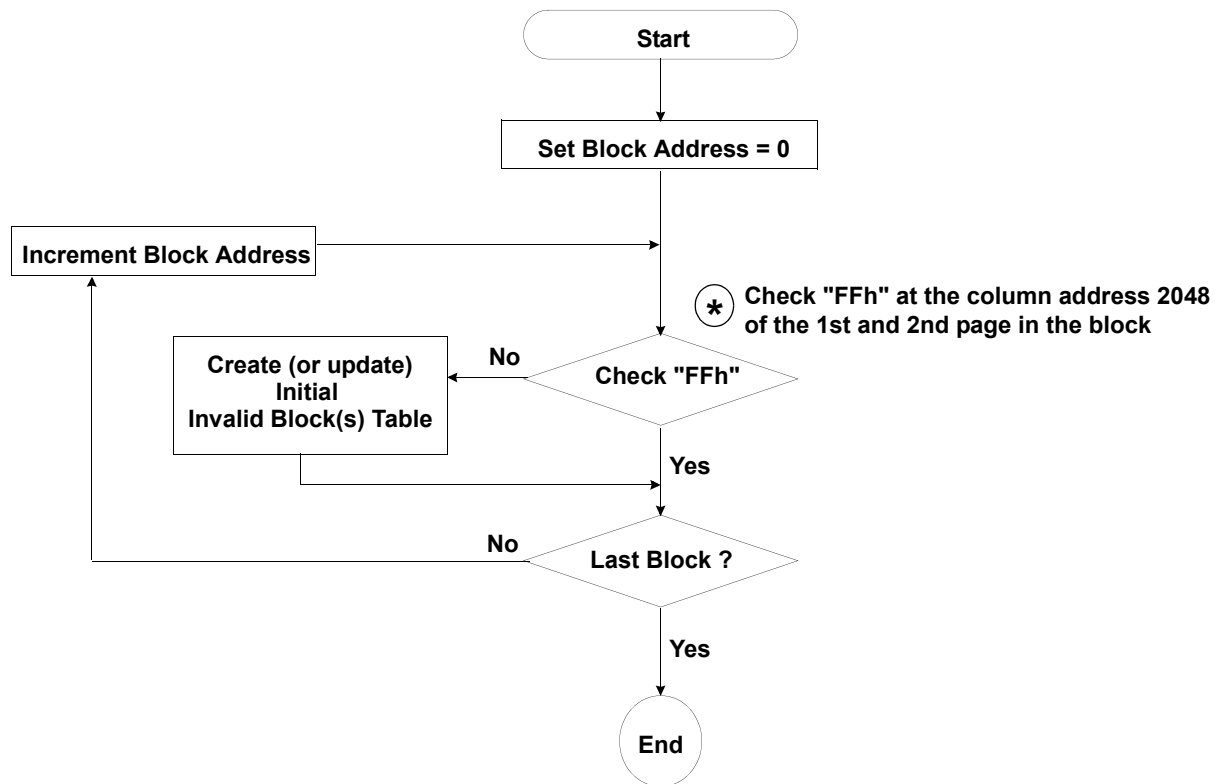 Start
Set Block Address = 0
Increment Block Address
* Check "FFh" at the column address 2048
of the 1st and 2nd page in the block
No
Create (or update)
Initial
Invalid Block(s) Table
Check "FFh"
Yes
No
Last Block ?
Yes
End